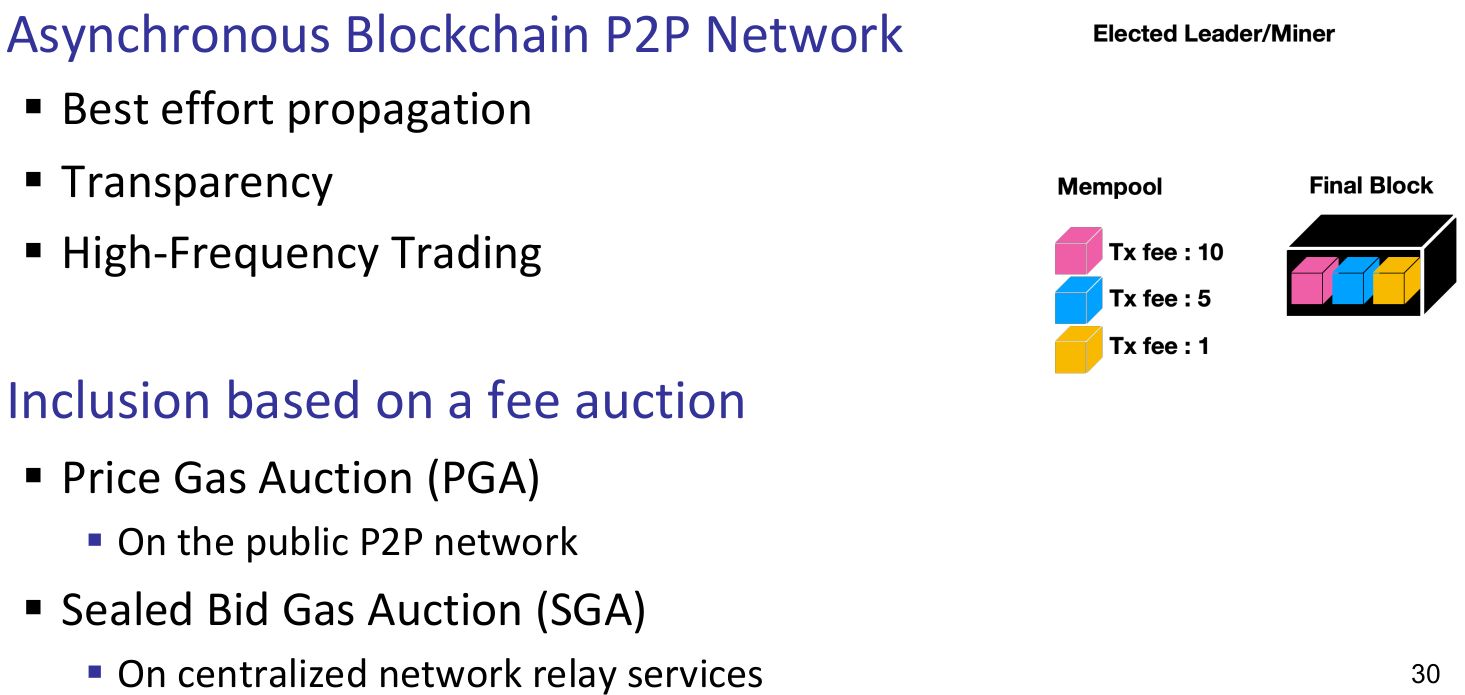 Asynchronous Blockchain P2P Network
▪ Best effort propagation
▪ Transparency
▪ High-Frequency Trading
Inclusion based on a fee auction
▪ Price Gas Auction (PGA)
▪ On the public P2P network
▪ Sealed Bid Gas Auction (SGA)
▪ On centralized network relay services
Elected Leader/Miner
Mempool
Tx fee : 10
Tx fee : 5
Tx fee : 1
Final Block
30